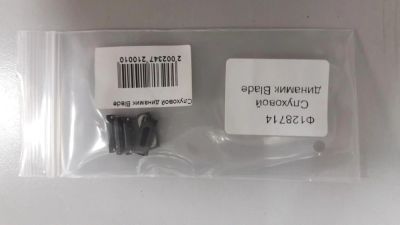 Ф128714
Слуховой
динамик Blade
Слуховой динамик Blade
2 002347 210010